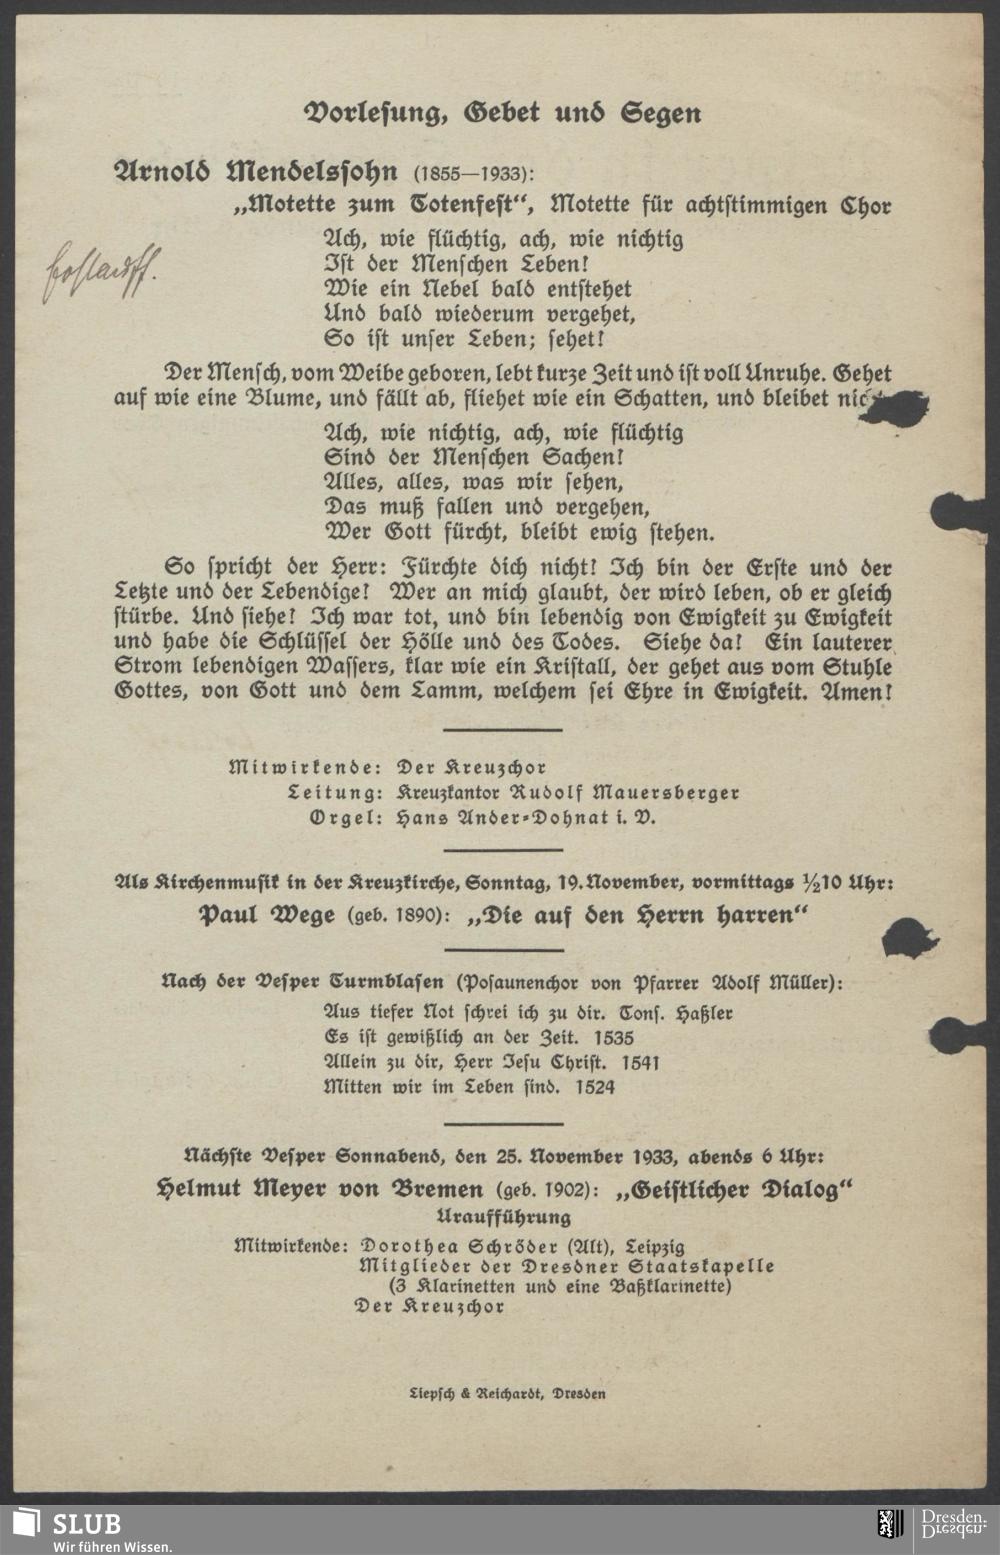 Vorlesung, Gebet und Segen
Arnold Mendelssohn (1855—1933):
„Motette zum Totenfest“, Motette für achtstimmigen Chor
Ach, wie flüchtig, ach, wie nichtig
Ist der Menschen Leben!
Wie ein Nebel bald entstehet
Und bald wiederum vergehet,
So ist unser Leben; sehet!
Der Mensch, vom Weibe geboren, lebt kurze Zeit und ist voll Unruhe. Gehet
auf wie eine Blume, und fällt ab, fliehet wie ein Schatten, und bleibet
Ach, wie nichtig, ach, wie flüchtig
Sind der Menschen Sachen!
Alles, alles, was wir sehen,
Das muß fallen und vergehen,
Wer Gott fürcht, bleibt ewig stehen.
So spricht der Herr: Fürchte dich nicht! Ich bin der Erste und der
Letzte und der Lebendige! Wer an mich glaubt, der wird leben, ob er gleich
stürbe. Und siehe! Ich war tot, und bin lebendig von Ewigkeit zu Ewigkeit
und habe die Schlüssel der Hölle und des Todes. Siehe da! Ein lauterer
Strom lebendigen Wassers, klar wie ein Kristall, der gehet aus vom Stuhle
Gottes, von Gott und dem Lamm, welchem sei Ehre in Ewigkeit. Amen!
Mitwirkende: Der Kreuzchor
Leitung: Kreuzkantor Rudolf Mauersberger
Orgel: Hans Ander-Dohnat i. V.
Als Kirchenmusik in der Kreuzkirche, Sonntag, 19. November, vormittags ½10 Uhr:
Paul Wege (geb. 1890): „Die auf den Herrn harren“
Nach der Vesper Turmblasen (Posaunenchor von Pfarrer Adolf Müller):
Aus tiefer Not schrei ich zu dir. Tons. Haßler
Es ist gewißlich an der Zeit. 1535
Allein zu dir, Herr Jesu Christ. 1541
Mitten wir im Leben sind. 1524
Nächste Vesper Sonnabend, den 25. November 1933, abends 6 Uhr:
Helmut Meyer von Bremen (geb. 1902): „Geistlicher Dialog“
Uraufführung
Mitwirkende: Dorothea Schröder (Alt), Leipzig
Mitglieder der Dresdner Staatskapelle
(3 Klarinetten und eine Baßklarinette)
Der Kreuzchor
Liepsch & Reichardt, Dresden
SLUB
Wir führen Wissen.
Dresden.
Dresden.